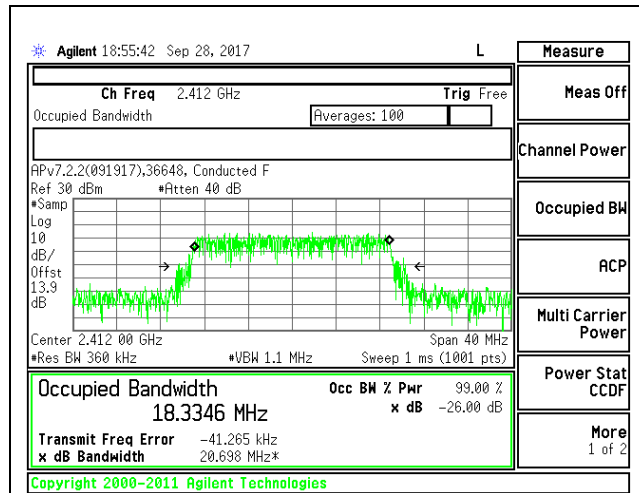 Agilent 18:55:42 Sep 28, 2017 L
Measure
Ch Freq 2.412 GHz Trig Free
Occupied Bandwidth Averages: 100
APv7.2.2(091917),36648, Conducted F
Ref 30 dBm #Atten 40 dB
#Samp
Log
10
dB/
Offst
13.9
dB
Center 2.412 00 GHz Span 40 MHz
#Res BW 360 kHz #VBW 1.1 MHz Sweep 1 ms (1001 pts)
Occupied Bandwidth Occ BW % Pwr 99.00 %
18.3346 MHz x dB -26.00 dB
Transmit Freq Error -41.265 kHz
x dB Bandwidth 20.698 MHz*
Copyright 2000-2011 Agilent Technologies
Meas Off
Channel Power
Occupied BW
ACP
Multi Carrier
Power
Power Stat
CCDF
More
1 of 2